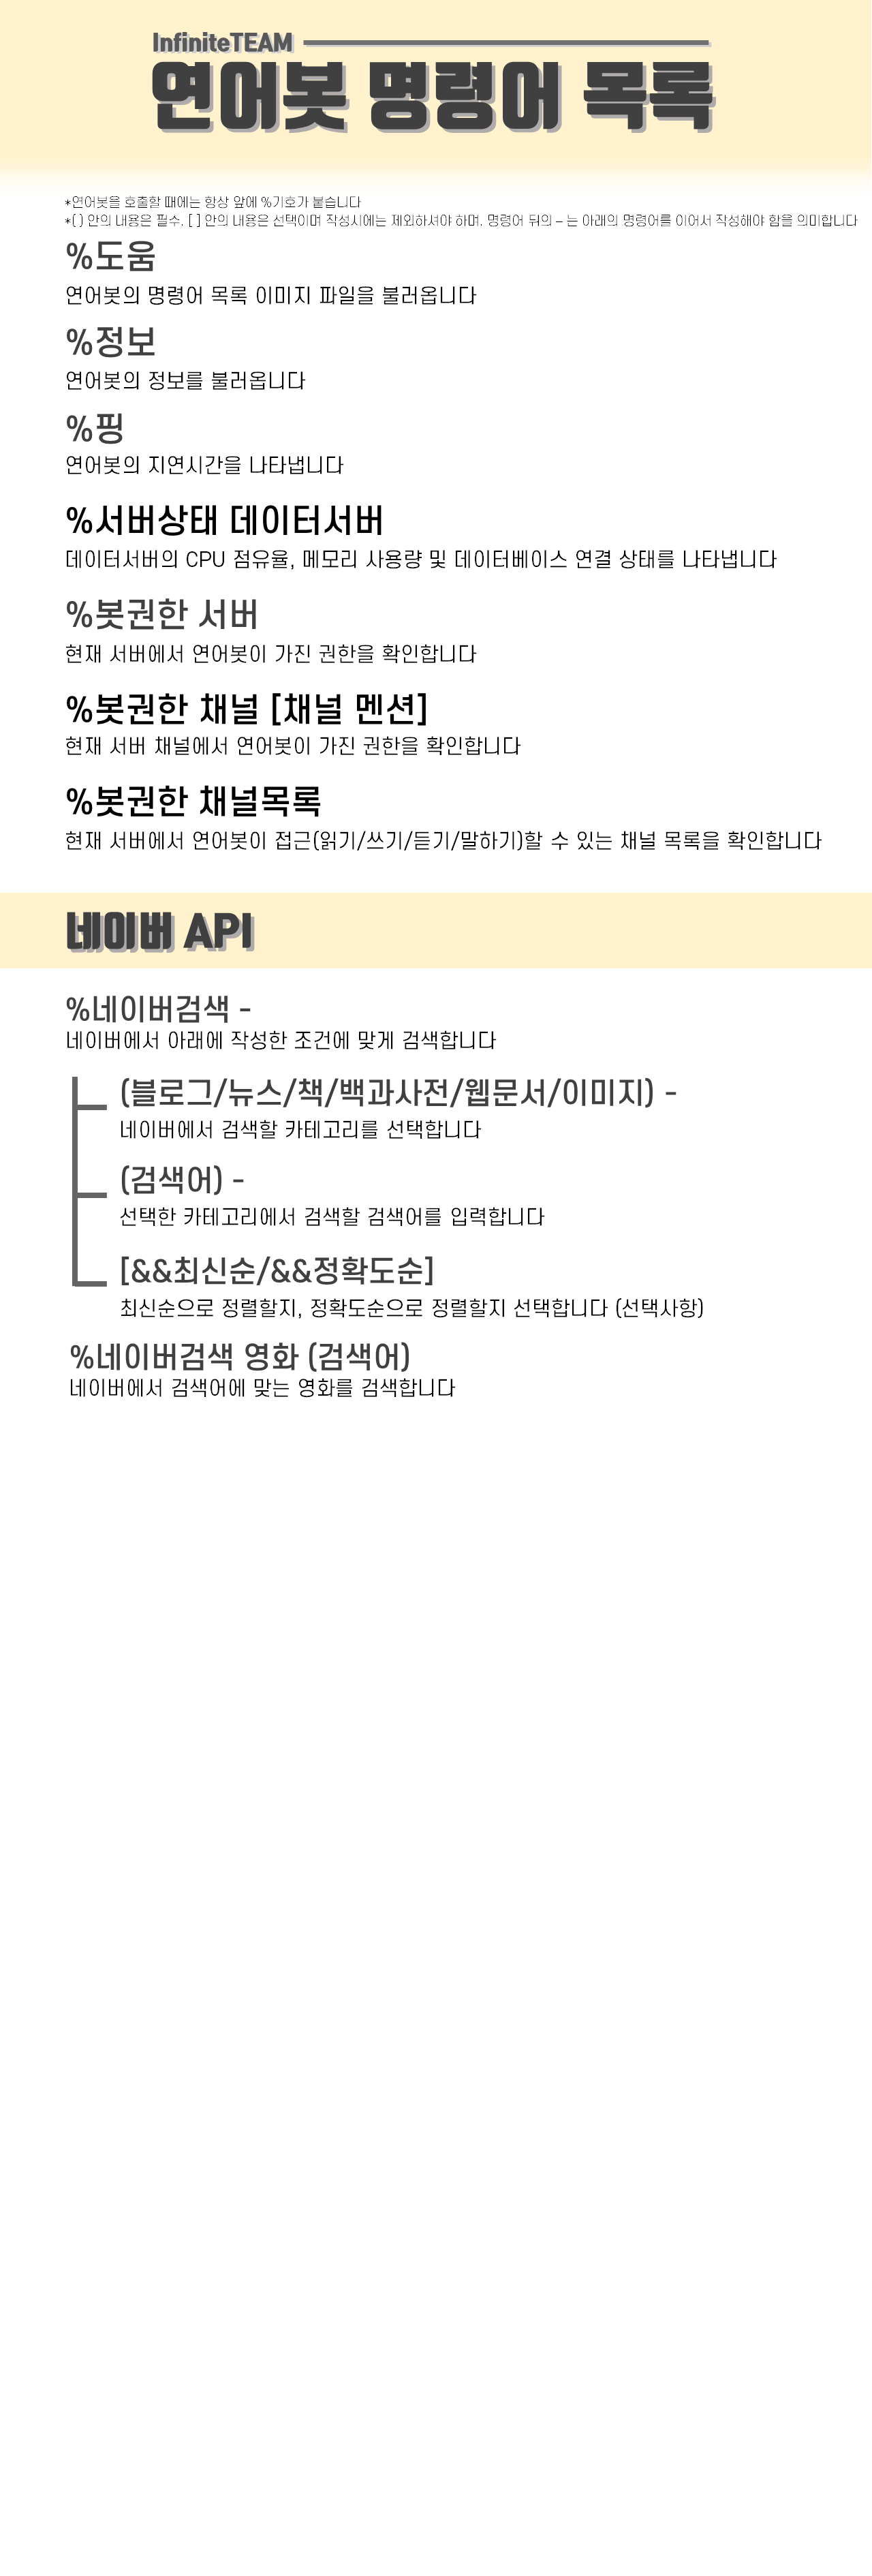 InfiniteTEAM
연어봇 명령어 목록
*연어봇을 호출할 때에는 항상 앞에 %기호가 붙습니다
*( ) 안의 내용은 필수, [ ] 안의 내용은 선택이며 작성시에는 제외하셔야 하며, 명령어 뒤의 – 는 아래의 명령어를 이어서 작성해야 함을 의미합니다
%도움
연어봇의 명령어 목록 이미지 파일을 불러옵니다
%정보
연어봇의 정보를 불러옵니다
%핑
연어봇의 지연시간을 나타냅니다
%서버상태 데이터서버
데이터서버의 CPU 점유율, 메모리 사용량 및 데이터베이스 연결 상태를 나타냅니다
%봇권한 서버
현재 서버에서 연어봇이 가진 권한을 확인합니다
%봇권한 채널 [채널 멘션]
현재 서버 채널에서 연어봇이 가진 권한을 확인합니다
%봇권한 채널목록
현재 서버에서 연어봇이 접근(읽기/쓰기/듣기/말하기)할 수 있는 채널 목록을 확인합니다
네이버 API
%네이버검색 -
네이버에서 아래에 작성한 조건에 맞게 검색합니다
(블로그/뉴스/책/백과사전/웹문서/이미지) -
네이버에서 검색할 카테고리를 선택합니다
(검색어) -
선택한 카테고리에서 검색할 검색어를 입력합니다
[&&최신순/&&정확도순]
최신순으로 정렬할지, 정확도순으로 정렬할지 선택합니다 (선택사항)
%네이버검색 영화 (검색어)
네이버에서 검색어에 맞는 영화를 검색합니다